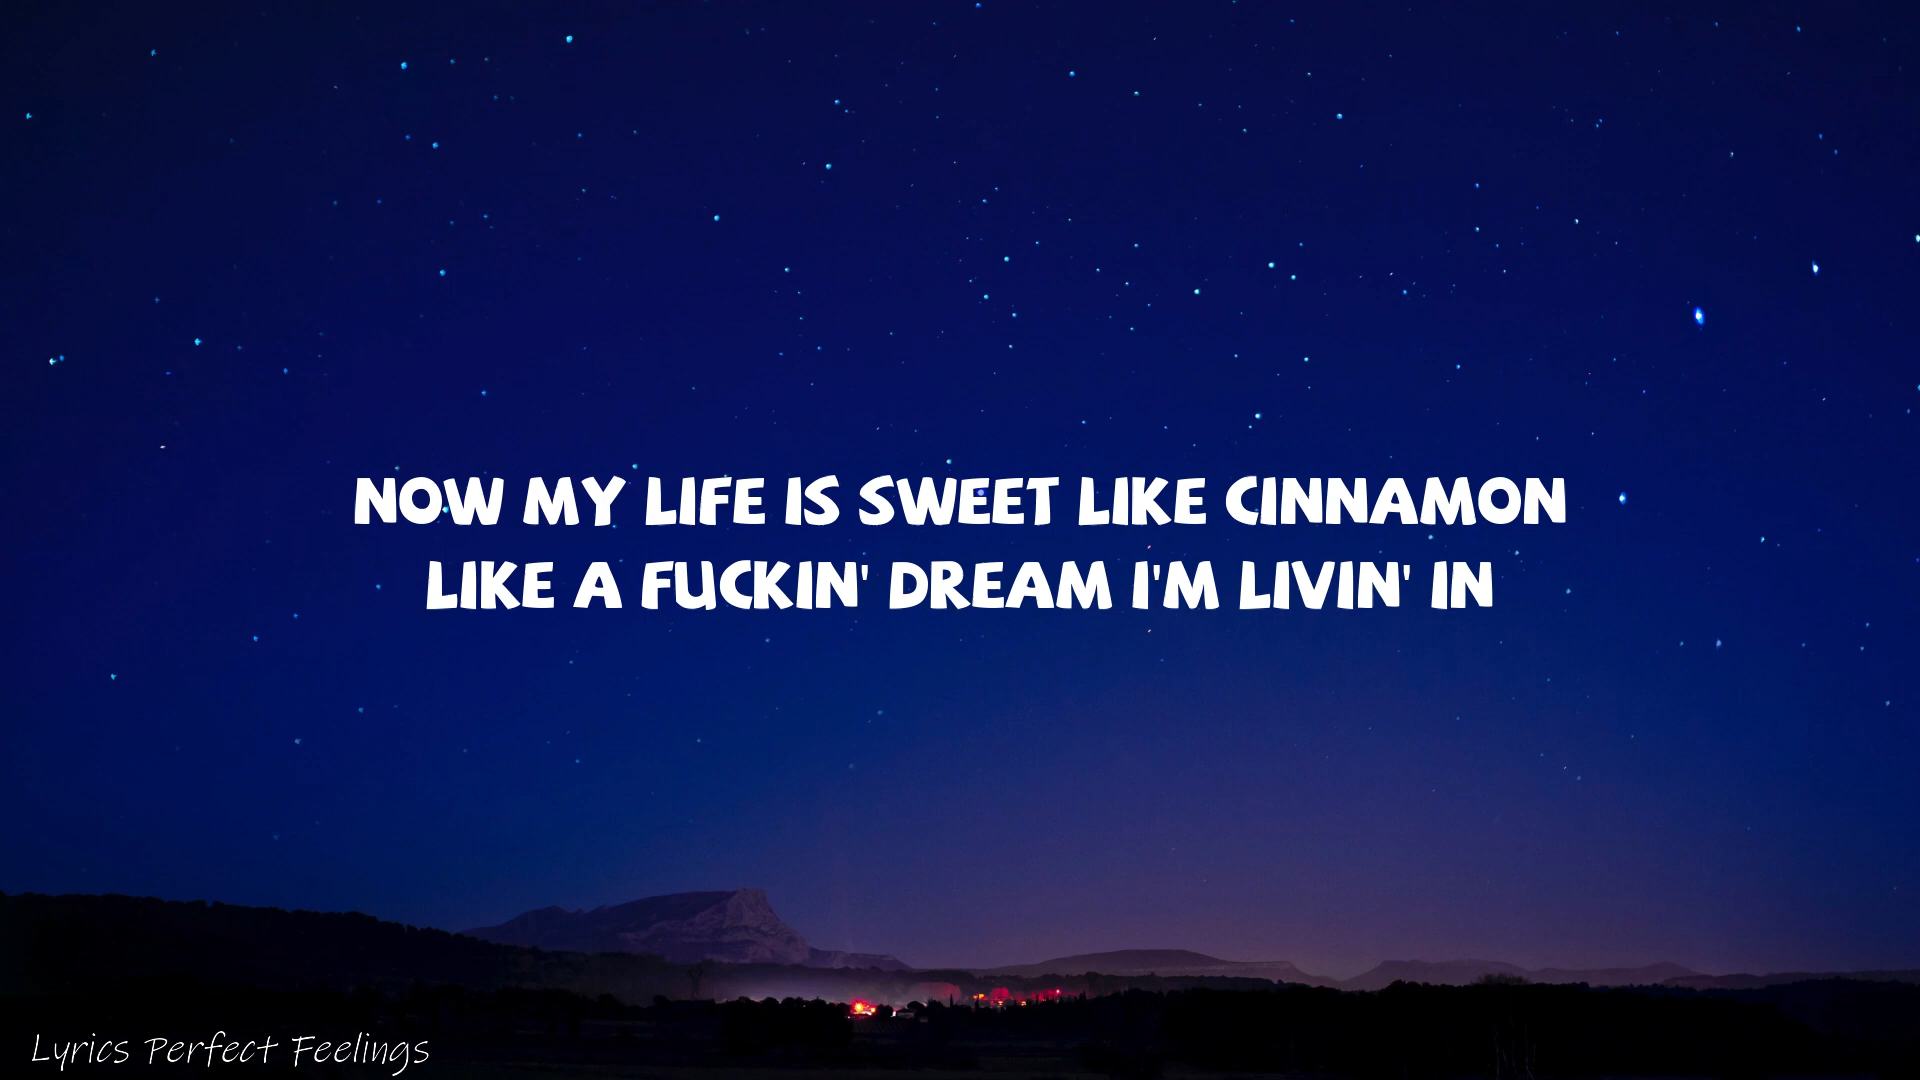 NOW MY LIFE IS SWEET LIKE CINNAMON
LIKE A FUCKIN' DREAM I'M LIVIN' IN
Lyrics Perfect Feelings